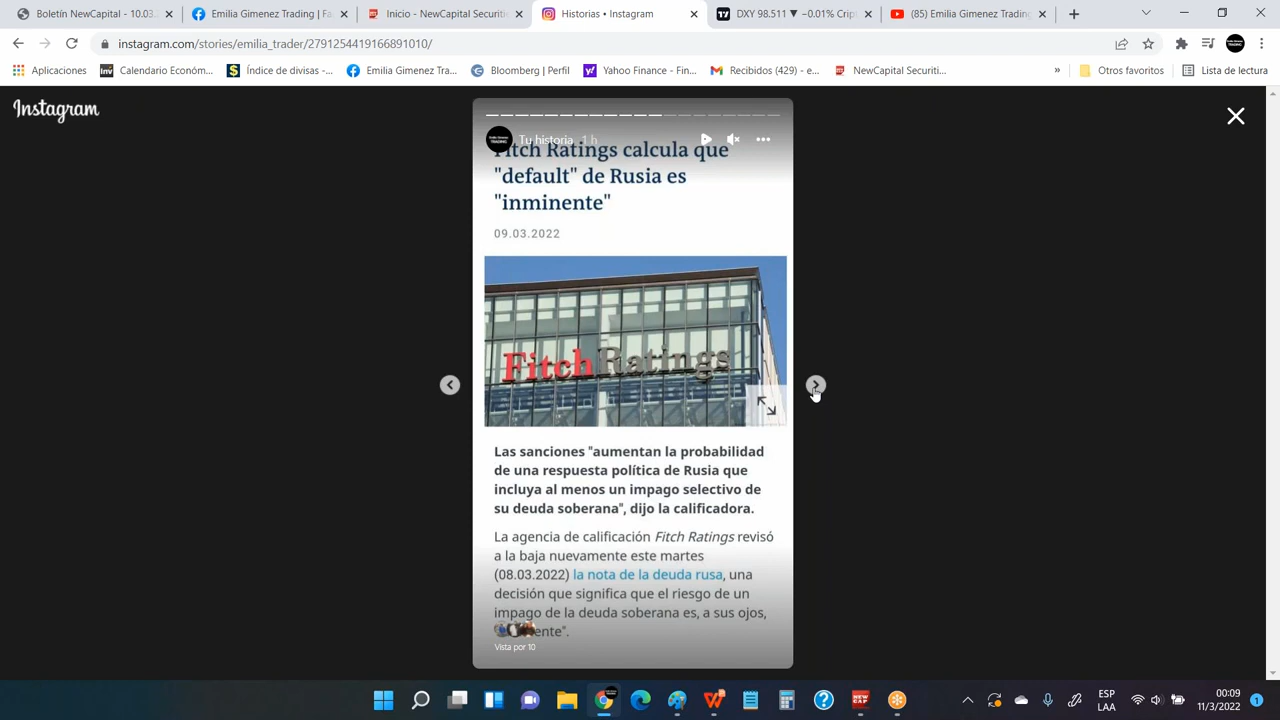 Boletín NewCapital - 10.03.
Emilia Gimenez Trading | Fa
Inicio - NewCapital Securiti
Historias • Instagram
DXY 98.511 ▼ −0.01% Crip
(85) Emilia Gimenez Trading
instagram.com/stories/emilia_trader/2791254419166891010/
Aplicaciones
Calendario Económ...
Índice de divisas -...
Emilia Gimenez Tra...
Bloomberg | Perfil
Yahoo Finance - Fin...
Recibidos (429) - e...
NewCapital Securiti...
»
Otros favoritos
Lista de lectura
Instagram
Tu historia 1 h
Fitch Ratings calcula que
"default" de Rusia es
"inminente"
09.03.2022
FitchRatings
Las sanciones "aumentan la probabilidad
de una respuesta política de Rusia que
incluya al menos un impago selectivo de
su deuda soberana", dijo la calificadora.
La agencia de calificación Fitch Ratings revisó
a la baja nuevamente este martes
(08.03.2022) la nota de la deuda rusa, una
decisión que significa que el riesgo de un
impago de la deuda soberana es, a sus ojos,
ente".
Vista por 10
ESP
LAA
00:09
11/3/2022